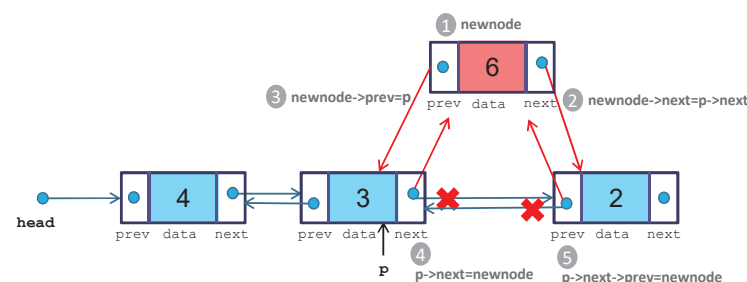 1 newnode
6
3 newnode->prev=p
2 newnode->next=p->next
prev data next
4
3
2
head
prev data next
prev data next
prev data next
p
4
p->next=newnode
5
p->next->prev=newnode